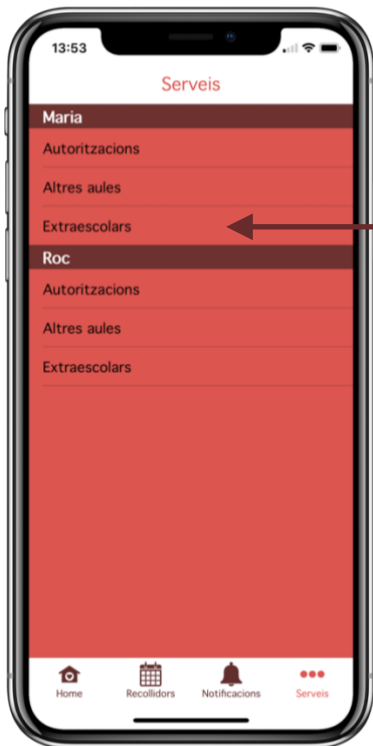 13:53
Serveis
Maria
Autoritzacions
Altres aules
Extraescolars
Roc
Autoritzacions
Altres aules
Extraescolars
Home
Recollidors
Notificacions
Serveis